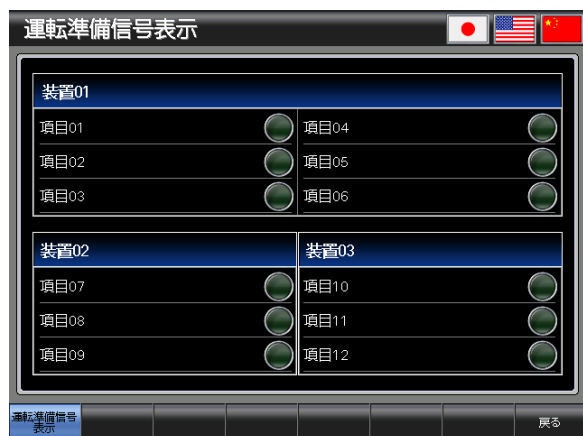 運転準備信号表示
装置01
項目01
項目04
項目02
項目05
項目03
項目06
装置02
装置03
項目07
項目10
項目08
項目11
項目09
項目12
運転準備信号
表示
戻る